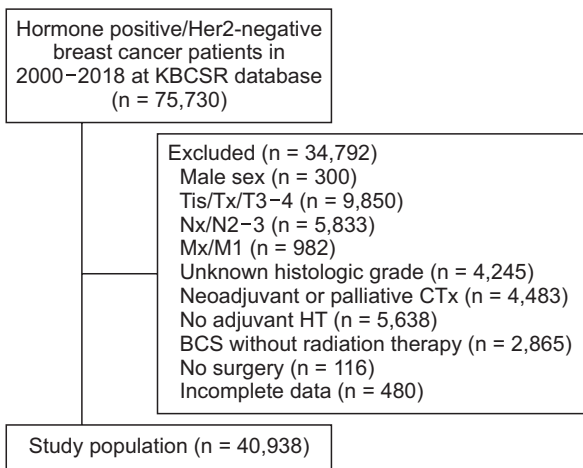 Hormone positive/Her2-negative
breast cancer patients in
2000−2018 at KBCSR database
(n = 75,730)
Excluded (n = 34,792)
Male sex (n = 300)
Tis/Tx/T3−4 (n = 9,850)
Nx/N2−3 (n = 5,833)
Mx/M1 (n = 982)
Unknown histologic grade (n = 4,245)
Neoadjuvant or palliative CTx (n = 4,483)
No adjuvant HT (n = 5,638)
BCS without radiation therapy (n = 2,865)
No surgery (n = 116)
Incomplete data (n = 480)
Study population (n = 40,938)